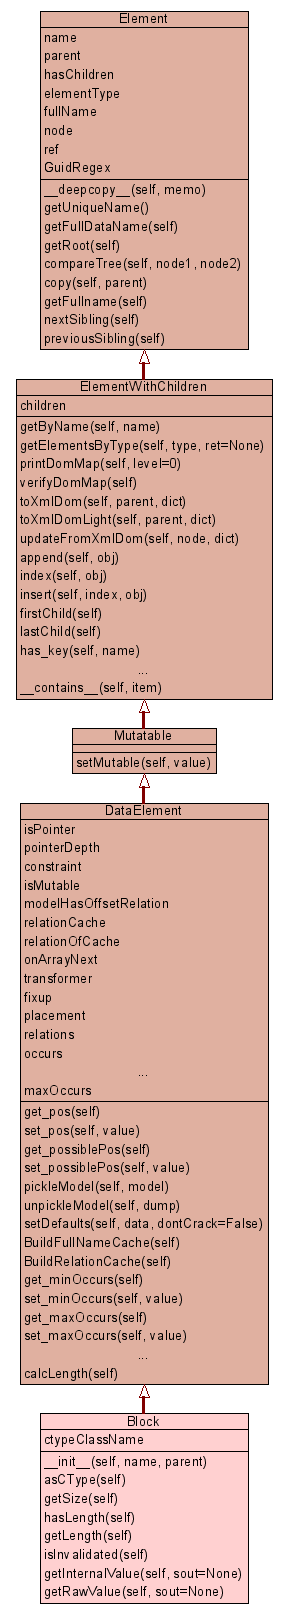 Element
name
parent
hasChildren
elementType
fullName
node
ref
GuidRegex
__deepcopy__(self, memo)
getUniqueName()
getFullDataName(self)
getRoot(self)
compareTree(self, node1, node2)
copy(self, parent)
getFullname(self)
nextSibling(self)
previousSibling(self)
ElementWithChildren
children
getByName(self, name)
getElementsByType(self, type, ret=None)
printDomMap(self, level=0)
verifyDomMap(self)
toXmlDom(self, parent, dict)
toXmlDomLight(self, parent, dict)
updateFromXmlDom(self, node, dict)
append(self, obj)
index(self, obj)
insert(self, index, obj)
firstChild(self)
lastChild(self)
has_key(self, name)
...
__contains__(self, item)
Mutatable
setMutable(self, value)
DataElement
isPointer
pointerDepth
constraint
isMutable
modelHasOffsetRelation
relationCache
relationOfCache
onArrayNext
transformer
fixup
placement
relations
occurs
...
maxOccurs
get_pos(self)
set_pos(self, value)
get_possiblePos(self)
set_possiblePos(self, value)
pickleModel(self, model)
unpickleModel(self, dump)
setDefaults(self, data, dontCrack=False)
BuildFullNameCache(self)
BuildRelationCache(self)
get_minOccurs(self)
set_minOccurs(self, value)
get_maxOccurs(self)
set_maxOccurs(self, value)
...
calcLength(self)
Block
ctypeClassName
__init__(self, name, parent)
asCType(self)
getSize(self)
hasLength(self)
getLength(self)
isInvalidated(self)
getInternalValue(self, sout=None)
getRawValue(self, sout=None)